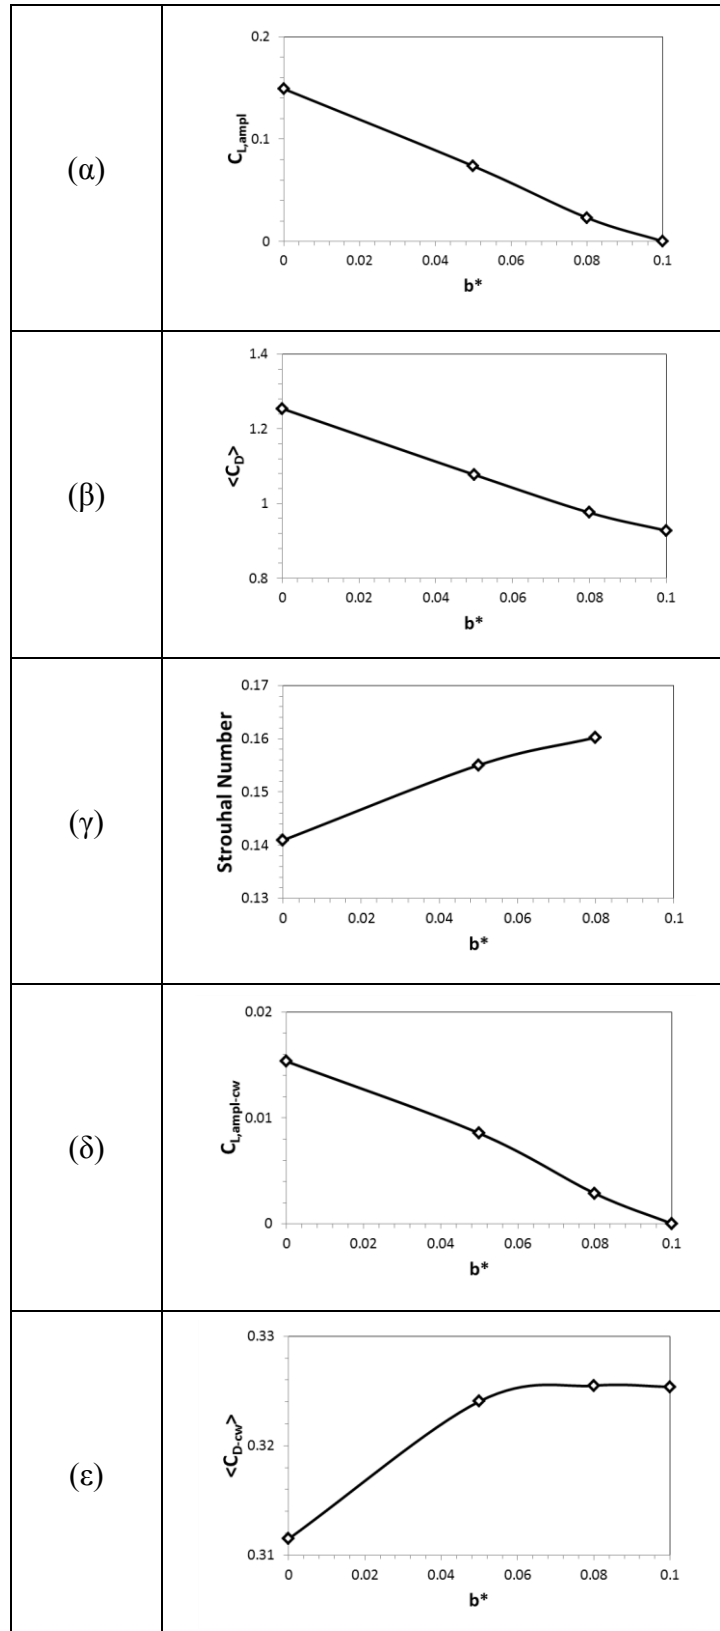 (α)
0.2
0.1
0
C_L,ampl
0 0.02 0.04 0.06 0.08 0.1
b*
(β)
1.4
1.2
1
0.8
<C_D>
0 0.02 0.04 0.06 0.08 0.1
b*
(γ)
0.17
0.16
0.15
0.14
0.13
Strouhal Number
0 0.02 0.04 0.06 0.08 0.1
b*
(δ)
0.02
0.01
0
C_L,ampl-cw
0 0.02 0.04 0.06 0.08 0.1
b*
(ε)
0.33
0.32
0.31
<C_D-cw>
0 0.02 0.04 0.06 0.08 0.1
b*